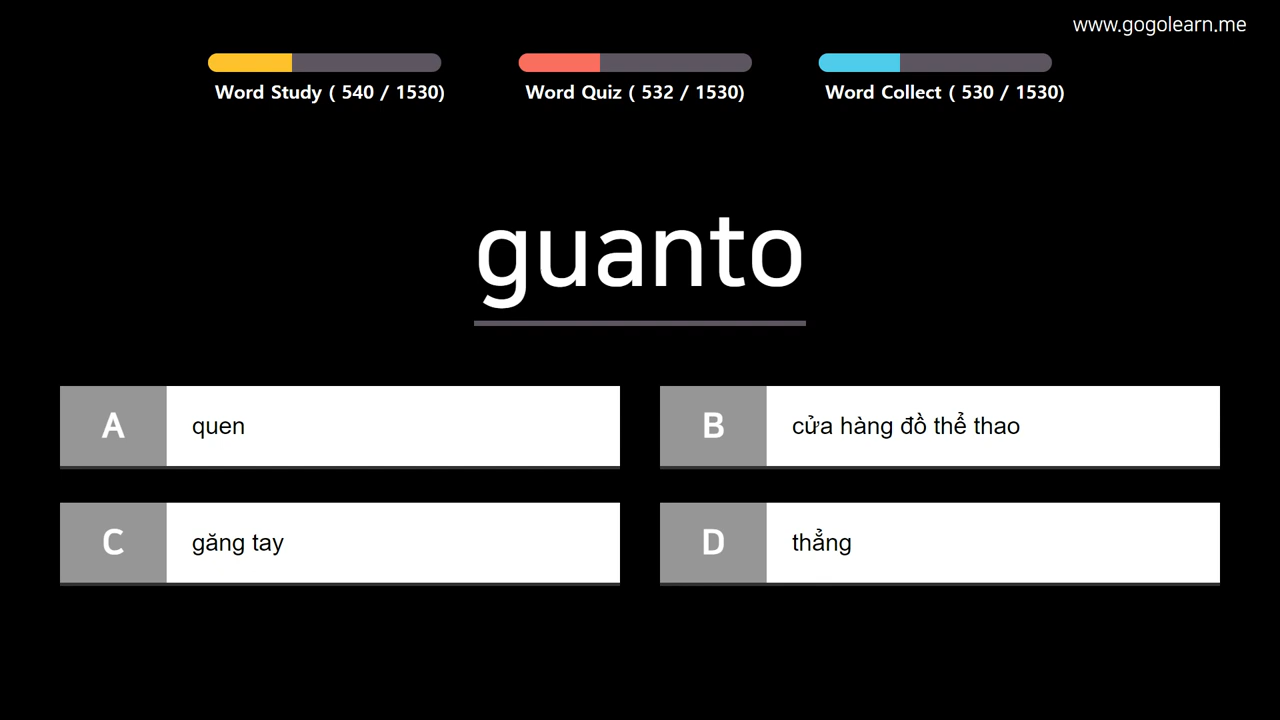 www.gogolearn.me
Word Study ( 540 / 1530)
Word Quiz ( 532 / 1530)
Word Collect ( 530 / 1530)
guanto
A quen
B cửa hàng đồ thể thao
C găng tay
D thẳng